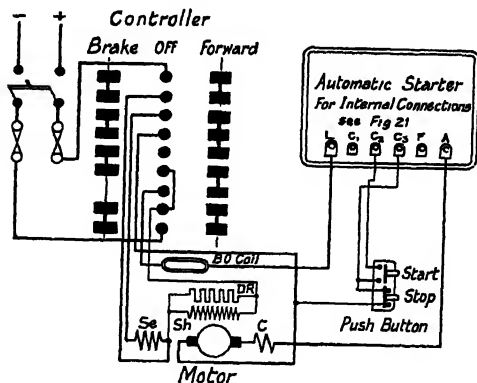 Controller
− +
Brake OFF Forward
Automatic Starter
For Internal Connections
see Fig 21
L C₁ C₂ C₃ F A
BO Coil
DR
Start
Se Sh C
Stop
Push Button
Motor